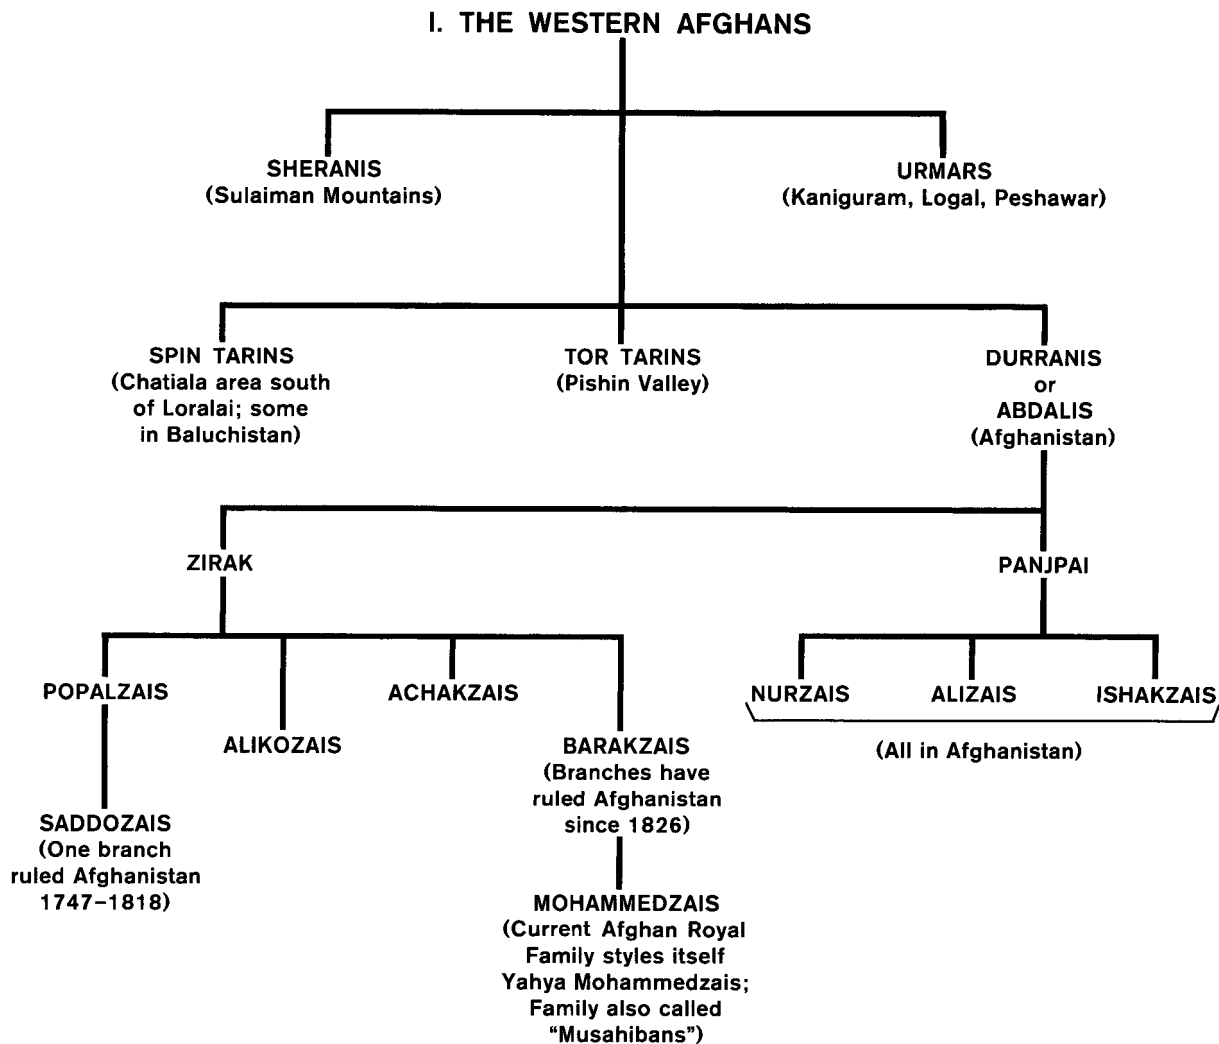 I. THE WESTERN AFGHANS
SHERANIS
(Sulaiman Mountains)
URMARS
(Kaniguram, Logal, Peshawar)
SPIN TARINS
(Chatiala area south
of Loralai; some
in Baluchistan)
TOR TARINS
(Pishin Valley)
DURRANIS
or
ABDALIS
(Afghanistan)
ZIRAK
PANJPAI
POPALZAIS
ALIKOZAIS
ACHAKZAIS
BARAKZAIS
(Branches have
ruled Afghanistan
since 1826)
NURZAIS
ALIZAIS
ISHAKZAIS
(All in Afghanistan)
SADDOZAIS
(One branch
ruled Afghanistan
1747–1818)
MOHAMMEDZAIS
(Current Afghan Royal
Family styles itself
Yahya Mohammedzais;
Family also called
“Musahibans”)